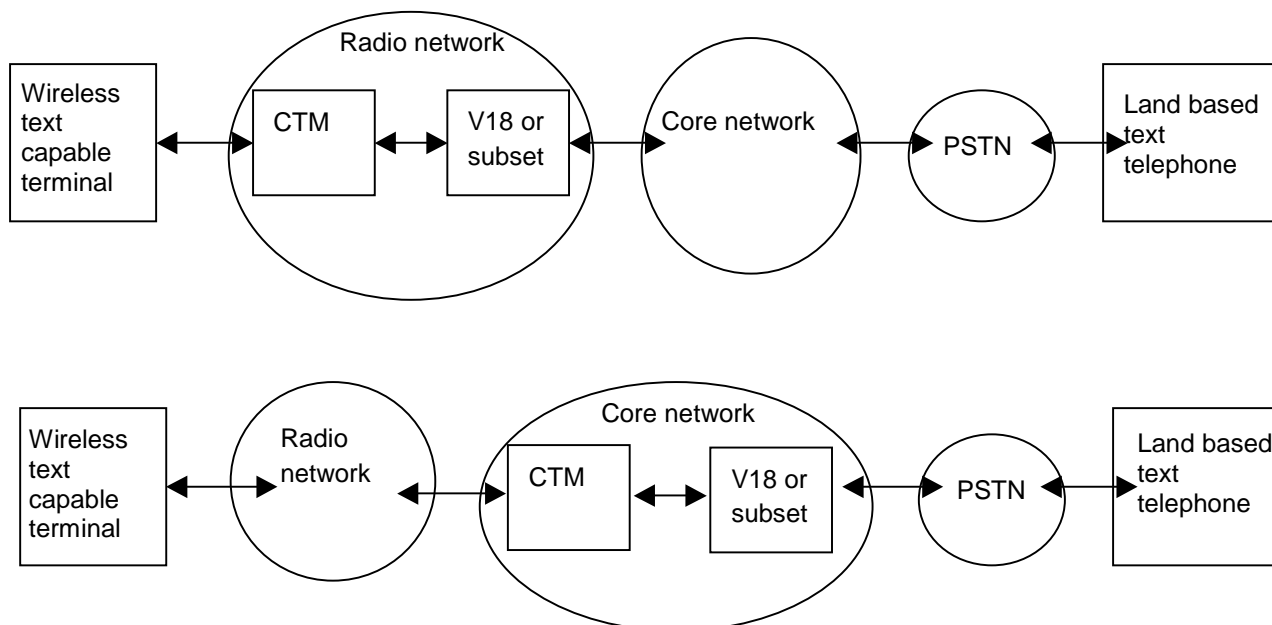 Radio network
Wireless
text
capable
terminal
CTM
V18 or
subset
Core network
PSTN
Land based
text
telephone
Wireless
text
capable
terminal
Radio
network
Core network
CTM
V18 or
subset
PSTN
Land based
text
telephone